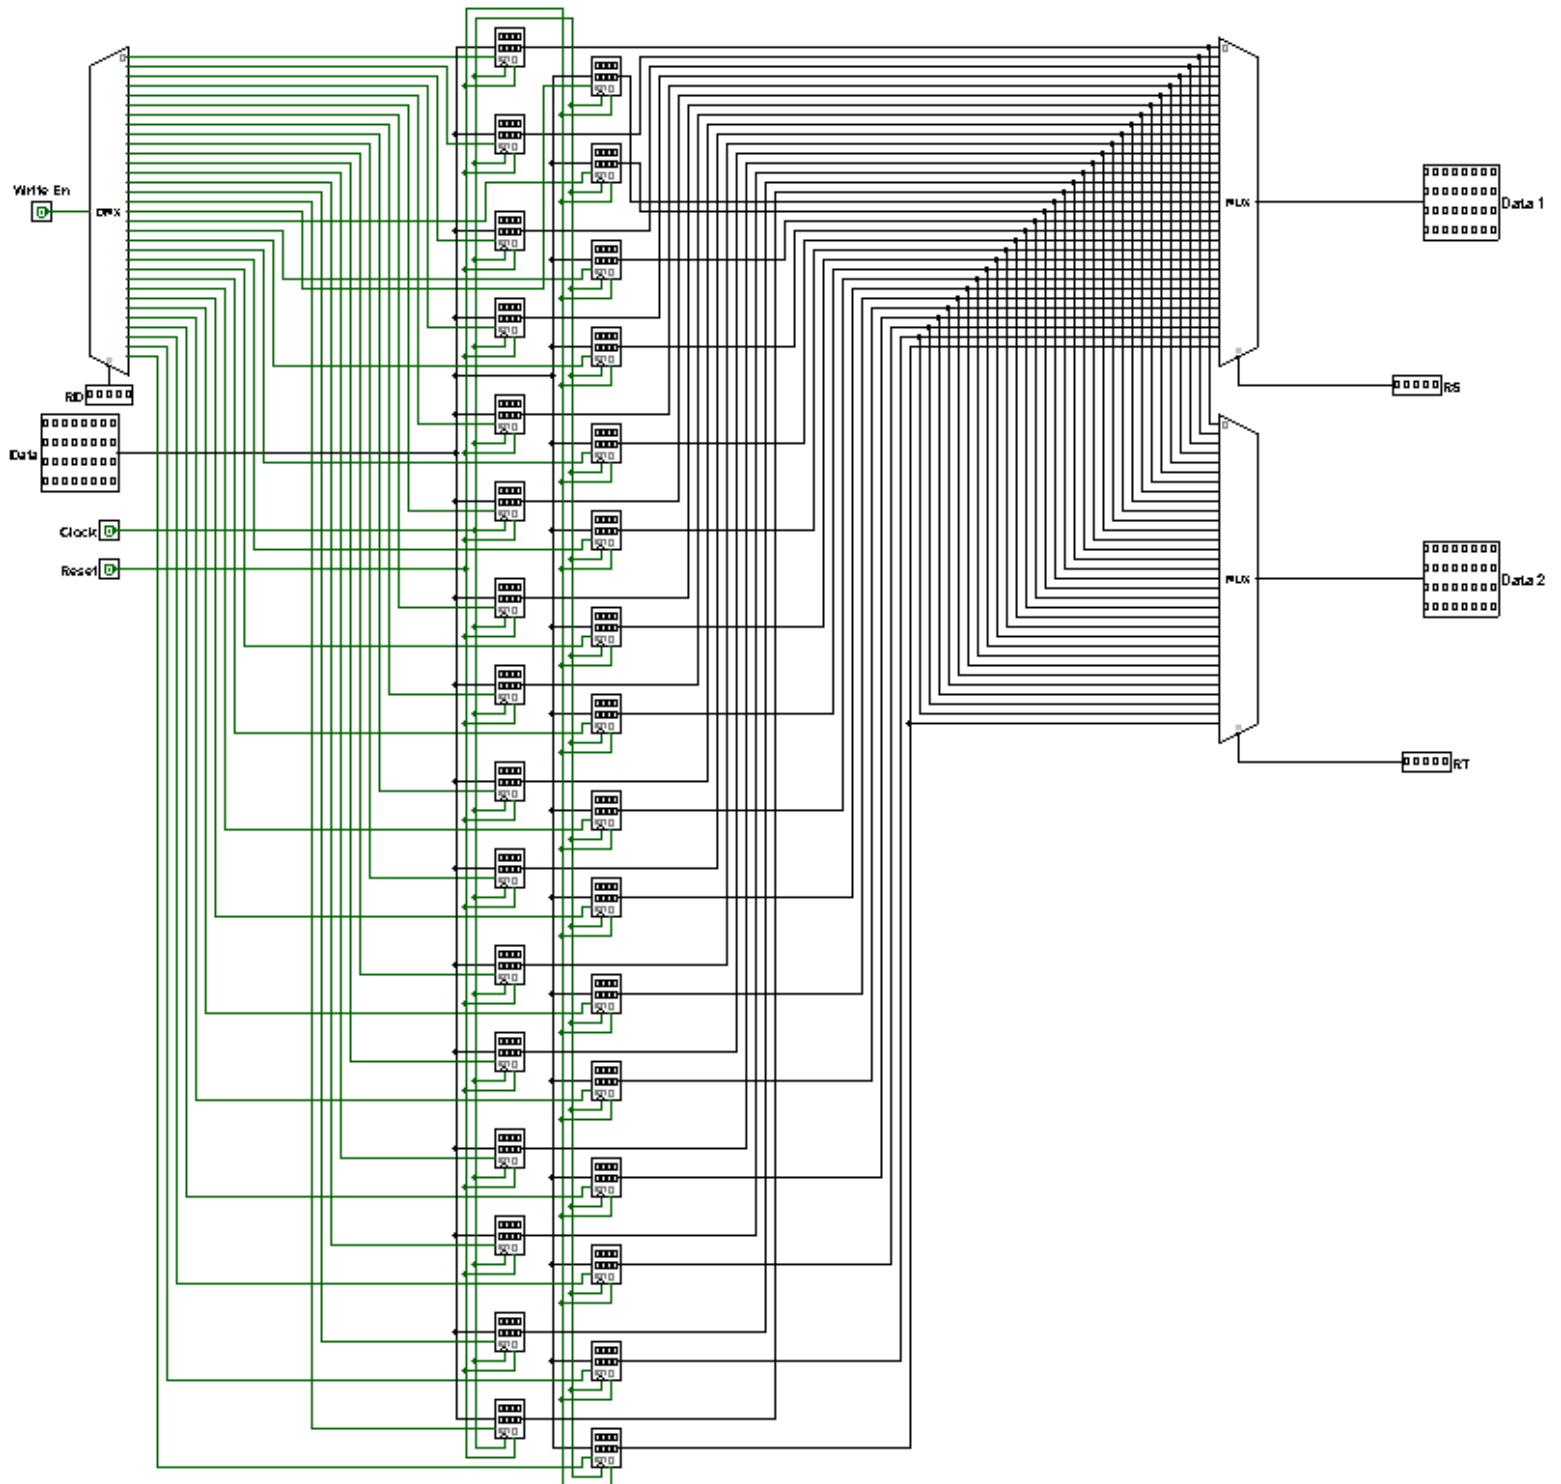 Write En
DMX
MUX
Data 1
RD
RS
Data
Clock
Reset
MUX
Data 2
RT